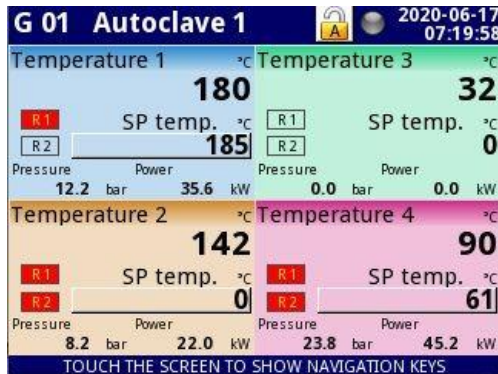 G 01 Autoclave 1
A
2020-06-17
07:19:58
Temperature 1 °C
180
R1 SP temp. °C
R2 185
Pressure Power
12.2 bar 35.6 kW
Temperature 3 °C
32
R1 SP temp. °C
R2 0
Pressure Power
0.0 bar 0.0 kW
Temperature 2 °C
142
R1 SP temp. °C
R2 0
Pressure Power
8.2 bar 22.0 kW
Temperature 4 °C
90
R1 SP temp. °C
R2 61
Pressure Power
23.8 bar 45.2 kW
TOUCH THE SCREEN TO SHOW NAVIGATION KEYS